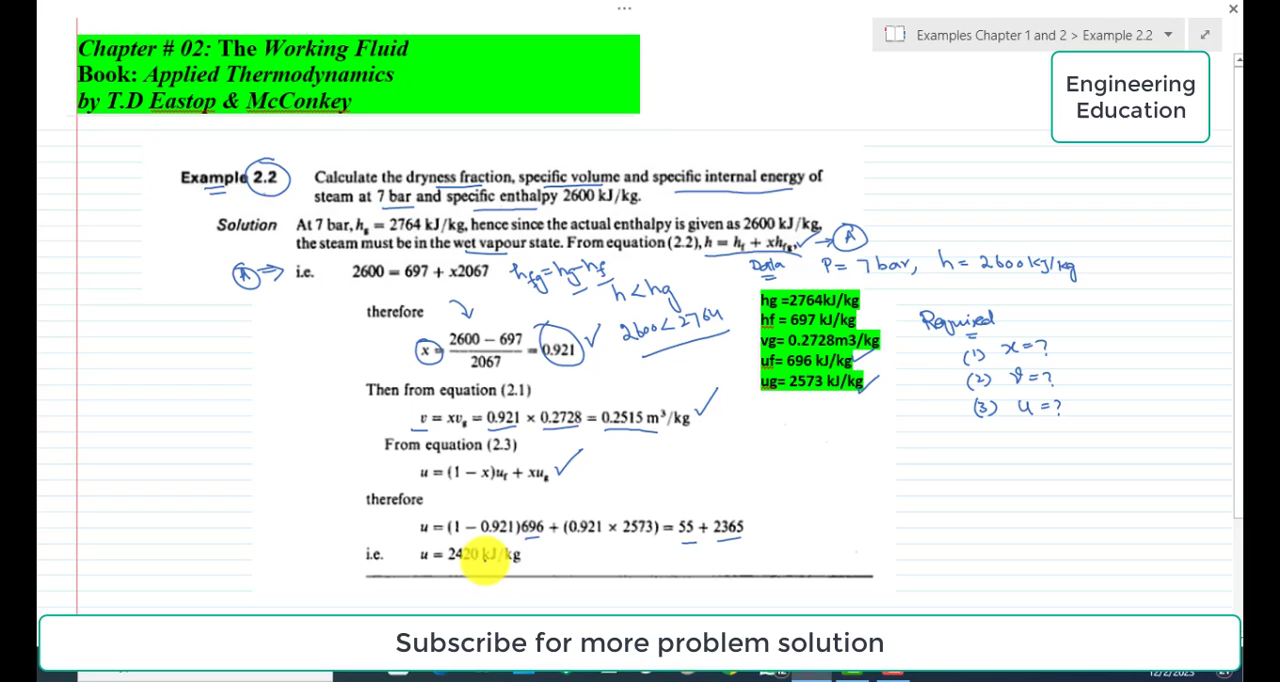 Chapter # 02: The Working Fluid
Book: Applied Thermodynamics
by T.D Eastop & McConkey
Examples Chapter 1 and 2 > Example 2.2
Engineering
Education
Example 2.2 Calculate the dryness fraction, specific volume and specific internal energy of
steam at 7 bar and specific enthalpy 2600 kJ/kg.
Solution At 7 bar, hg = 2764 kJ/kg, hence since the actual enthalpy is given as 2600 kJ/kg,
the steam must be in the wet vapour state. From equation (2.2), h = hf + xhfg, → A
A ⇒ i.e. 2600 = 697 + x2067
hfg = hg - hf
h < hg
2600 < 2764
therefore
x = 2600 − 697 / 2067 = 0.921
Then from equation (2.1)
v = xvg = 0.921 × 0.2728 = 0.2515 m³/kg
From equation (2.3)
u = (1 − x)uf + xug
therefore
u = (1 − 0.921)696 + (0.921 × 2573) = 55 + 2365
i.e. u = 2420 kJ/kg
Data P = 7 bar, h = 2600 kJ/kg
hg =2764kJ/kg
hf = 697 kJ/kg
vg= 0.2728m3/kg
uf= 696 kJ/kg
ug= 2573 kJ/kg
Required
(1) x = ?
(2) v = ?
(3) u = ?
Subscribe for more problem solution